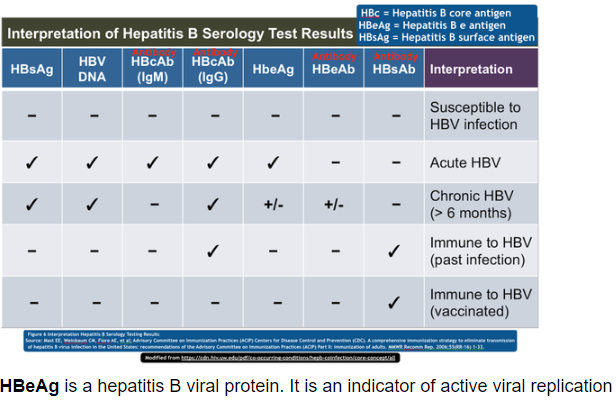 HBc = Hepatitis B core antigen
HBeAg = Hepatitis B e antigen
HBsAg = Hepatitis B surface antigen
Interpretation of Hepatitis B Serology Test Results
Antibody Antibody Antibody Antibody
HBsAg HBV DNA HBcAb (IgM) HBcAb (IgG) HbeAg HBeAb HBsAb Interpretation
– – – – – – – Susceptible to
HBV infection
✓ ✓ ✓ ✓ ✓ – – Acute HBV
✓ ✓ – ✓ +/- +/- – Chronic HBV
(> 6 months)
– – – ✓ – – ✓ Immune to HBV
(past infection)
– – – – – – ✓ Immune to HBV
(vaccinated)
Figure 6 Interpretation Hepatitis B Serology Testing Results
Source: Mast EE, Weinbaum CM, Fiore AE, et al; Advisory Committee on Immunization Practices (ACIP) Centers for Disease Control and Prevention (CDC). A comprehensive immunization strategy to eliminate transmission
of hepatitis B virus infection in the United States: recommendations of the Advisory Committee on Immunization Practices (ACIP) Part II: immunization of adults. MMWR Recomm Rep. 2006;55(RR-16) 1-33.
Modified from https://cdn.hiv.uw.edu/pdf/co-occurring-conditions/hepb-coinfection/core-concept/all
HBeAg is a hepatitis B viral protein. It is an indicator of active viral replication